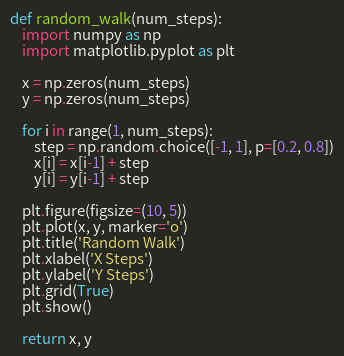 def random_walk(num_steps):
    import numpy as np
    import matplotlib.pyplot as plt

    x = np.zeros(num_steps)
    y = np.zeros(num_steps)

    for i in range(1, num_steps):
        step = np.random.choice([-1, 1], p=[0.2, 0.8])
        x[i] = x[i-1] + step
        y[i] = y[i-1] + step

    plt.figure(figsize=(10, 5))
    plt.plot(x, y, marker='o')
    plt.title('Random Walk')
    plt.xlabel('X Steps')
    plt.ylabel('Y Steps')
    plt.grid(True)
    plt.show()

    return x, y